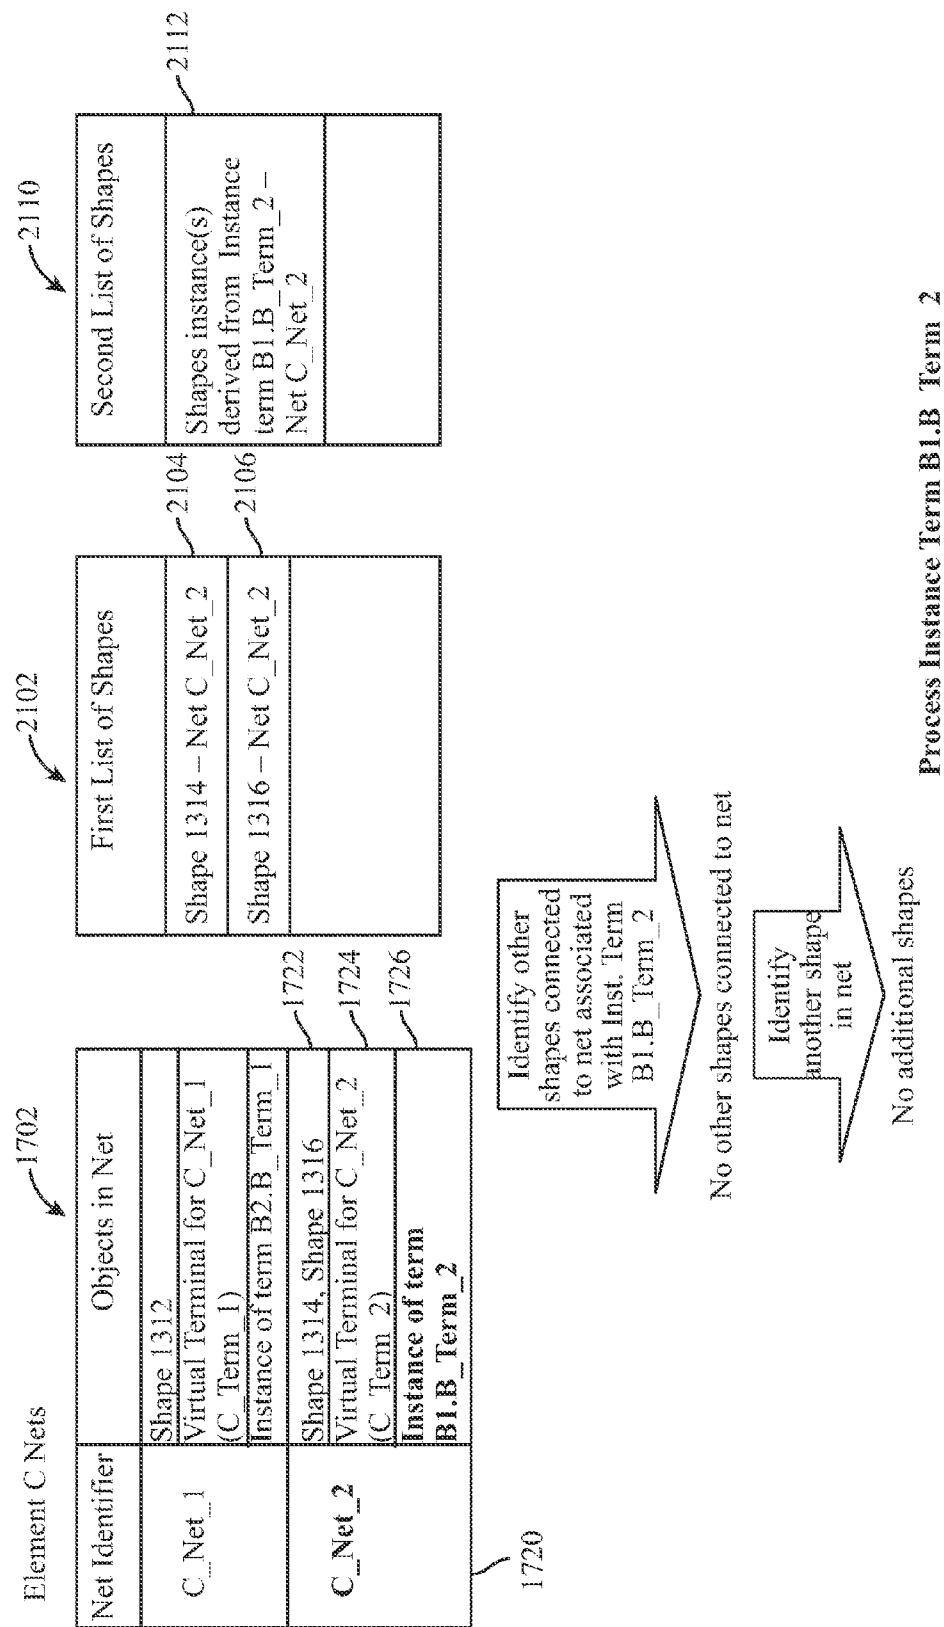 Element C Nets
1702
Net Identifier
Objects in Net
C_Net_1
Shape 1312
Virtual Terminal for C_Net_1
(C_Term_1)
Instance of term B2.B_Term_1
C_Net_2
Shape 1314, Shape 1316
Virtual Terminal for C_Net_2
(C_Term_2)
Instance of term
B1.B_Term_2
1720
1722
1724
1726
2102
First List of Shapes
Shape 1314 – Net C_Net_2
Shape 1316 – Net C_Net_2
2104
2106
2110
Second List of Shapes
Shapes instance(s)
derived from Instance
term B1.B_Term_2 –
Net C_Net_2
2112
Identify other
shapes connected
to net associated
with Inst. Term
B1.B_Term_2
No other shapes connected to net
Identify
another shape
in net
No additional shapes
Process Instance Term B1.B_Term_2